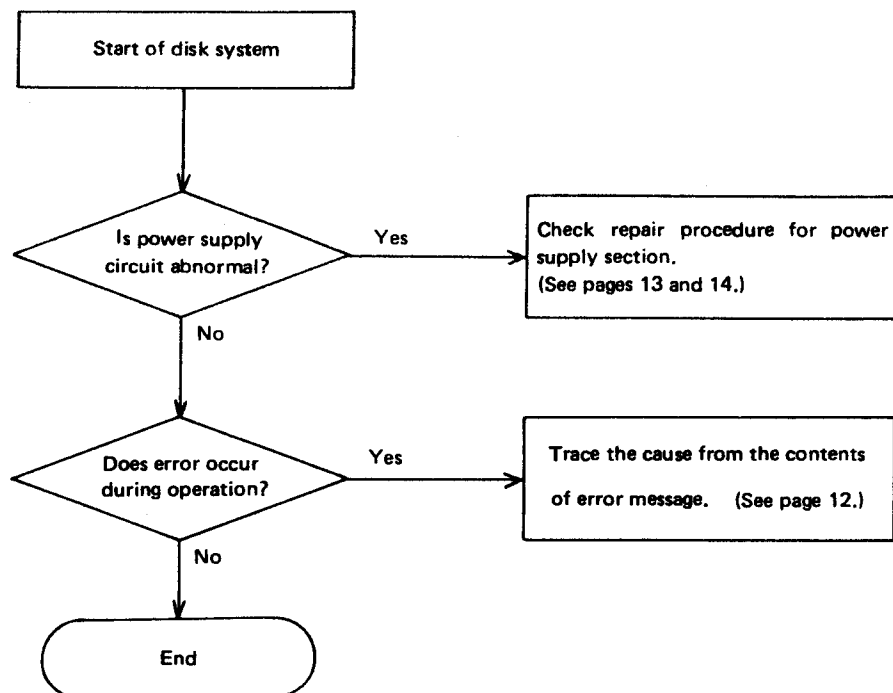 Start of disk system
Is power supply
circuit abnormal?
Yes
Check repair procedure for power
supply section.
(See pages 13 and 14.)
No
Does error occur
during operation?
Yes
Trace the cause from the contents
of error message. (See page 12.)
No
End